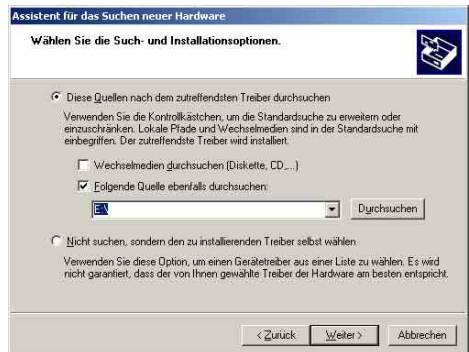 Assistent für das Suchen neuer Hardware
Wählen Sie die Such- und Installationsoptionen.
Diese Quellen nach dem zutreffendsten Treiber durchsuchen
Verwenden Sie die Kontrollkästchen, um die Standardsuche zu erweitern oder
einzuschränken. Lokale Pfade und Wechselmedien sind in der Standardsuche mit
einbegriffen. Der zutreffendste Treiber wird installiert.
Wechselmedien durchsuchen (Diskette, CD,...)
Folgende Quelle ebenfalls durchsuchen:
E:\
Durchsuchen
Nicht suchen, sondern den zu installierenden Treiber selbst wählen
Verwenden Sie diese Option, um einen Gerätetreiber aus einer Liste zu wählen. Es wird
nicht garantiert, dass der von Ihnen gewählte Treiber der Hardware am besten entspricht.
< Zurück Weiter > Abbrechen